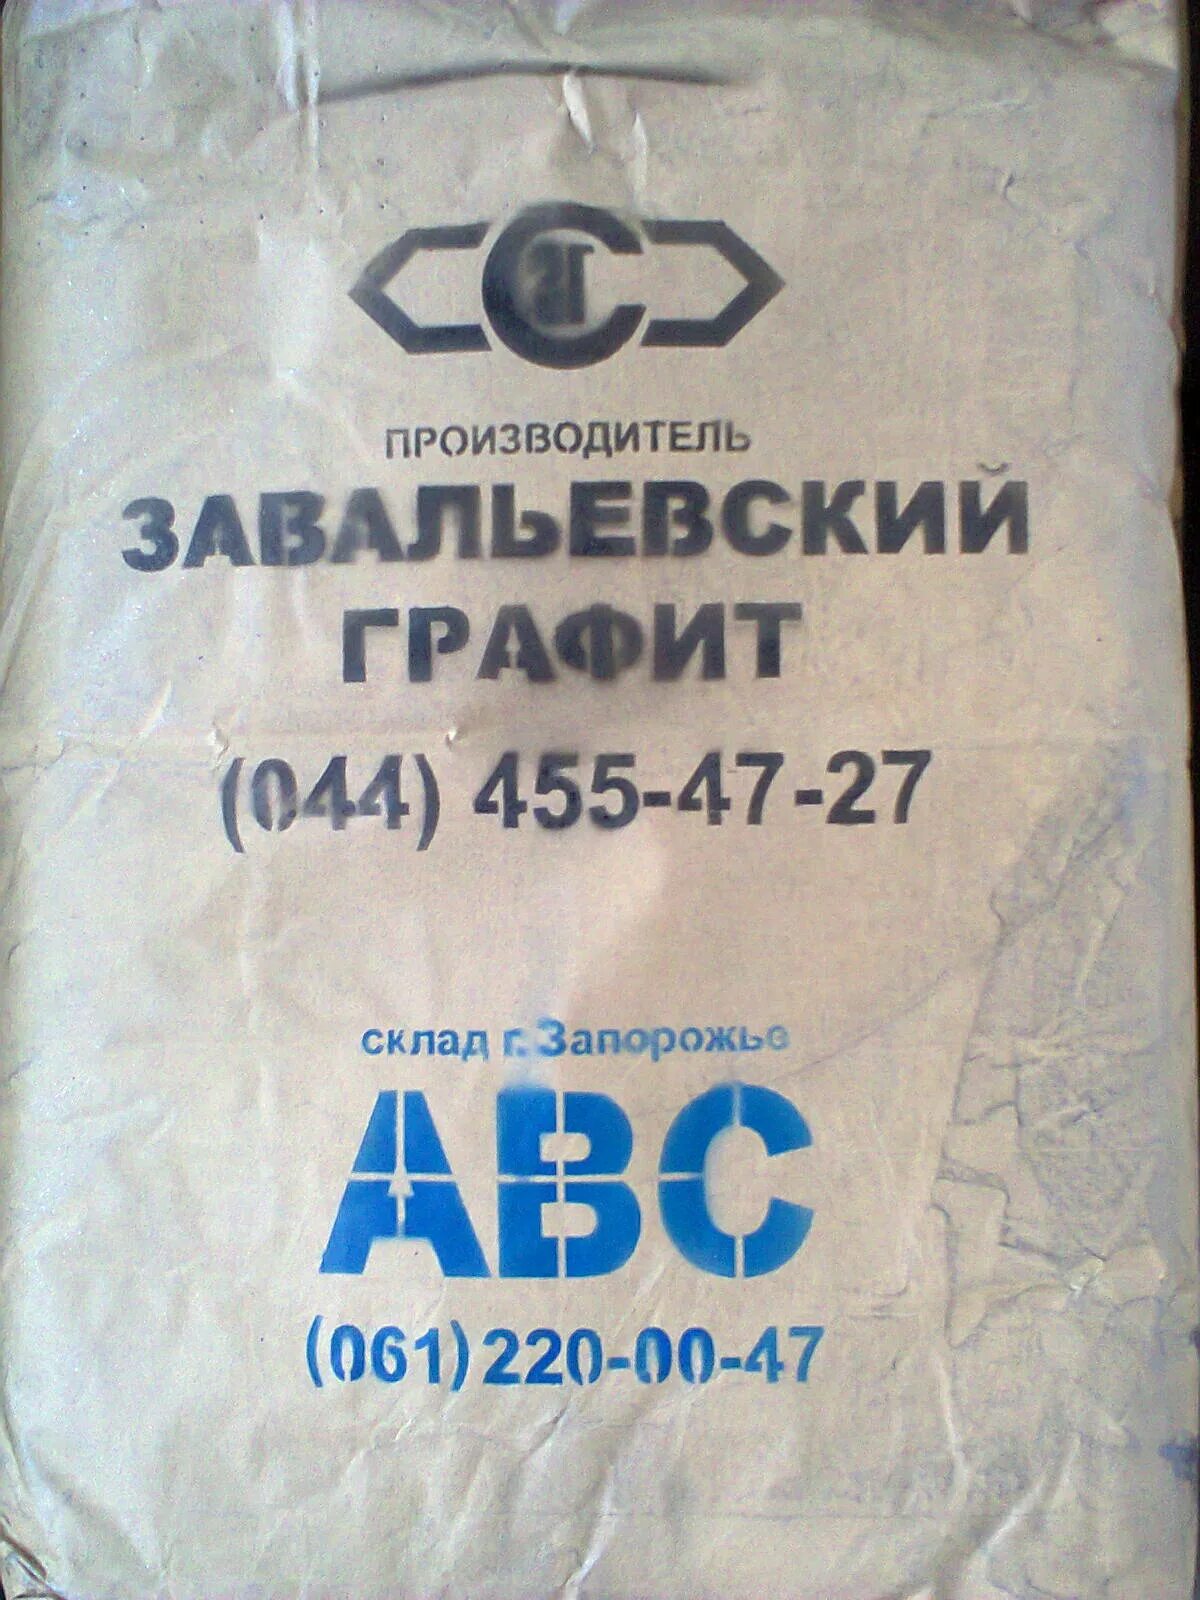 ПРОИЗВОДИТЕЛЬ
ЗАВАЛЬЕВСКИЙ
ГРАФИТ
(044) 455-47-27
склад г. Запорожье
АВС
(061) 220-00-47